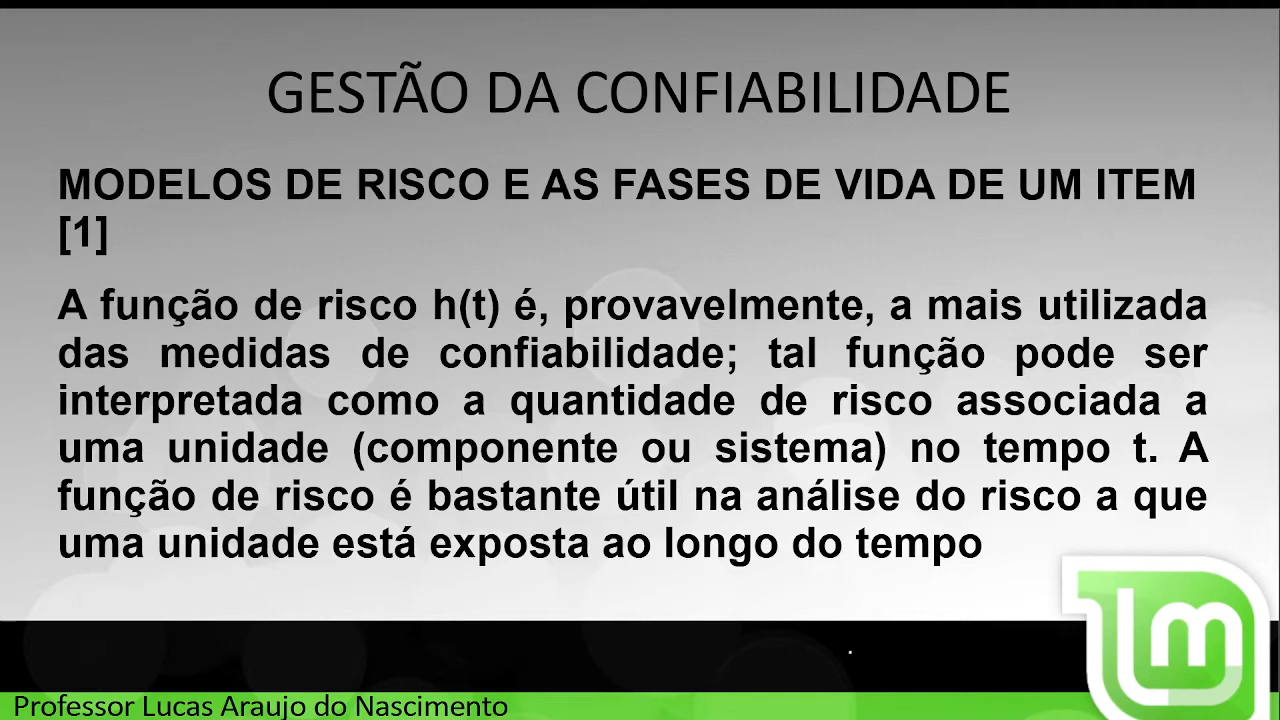 GESTÃO DA CONFIABILIDADE
MODELOS DE RISCO E AS FASES DE VIDA DE UM ITEM
[1]
A função de risco h(t) é, provavelmente, a mais utilizada
das medidas de confiabilidade; tal função pode ser
interpretada como a quantidade de risco associada a
uma unidade (componente ou sistema) no tempo t. A
função de risco é bastante útil na análise do risco a que
uma unidade está exposta ao longo do tempo
.
lm
Professor Lucas Araujo do Nascimento